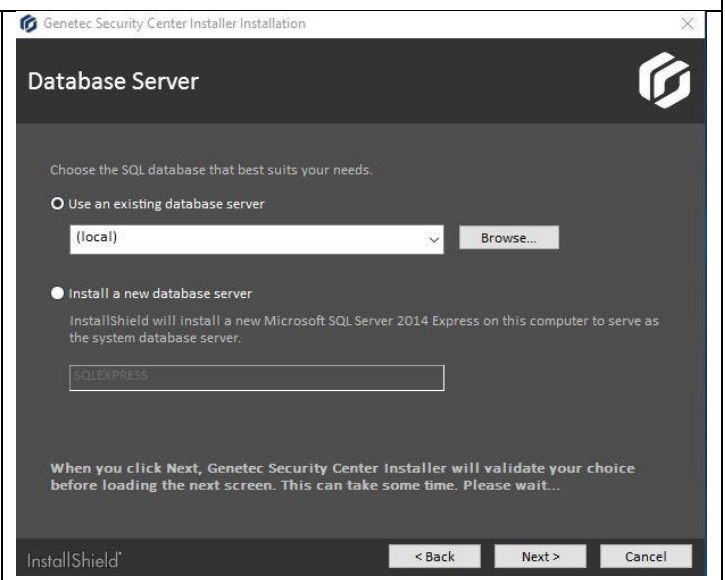 Genetec Security Center Installer Installation
Database Server
Choose the SQL database that best suits your needs.
Use an existing database server
(local)
Browse...
Install a new database server
InstallShield will install a new Microsoft SQL Server 2014 Express on this computer to serve as
the system database server.
SQLEXPRESS
When you click Next, Genetec Security Center Installer will validate your choice
before loading the next screen. This can take some time. Please wait...
InstallShield
< Back
Next >
Cancel